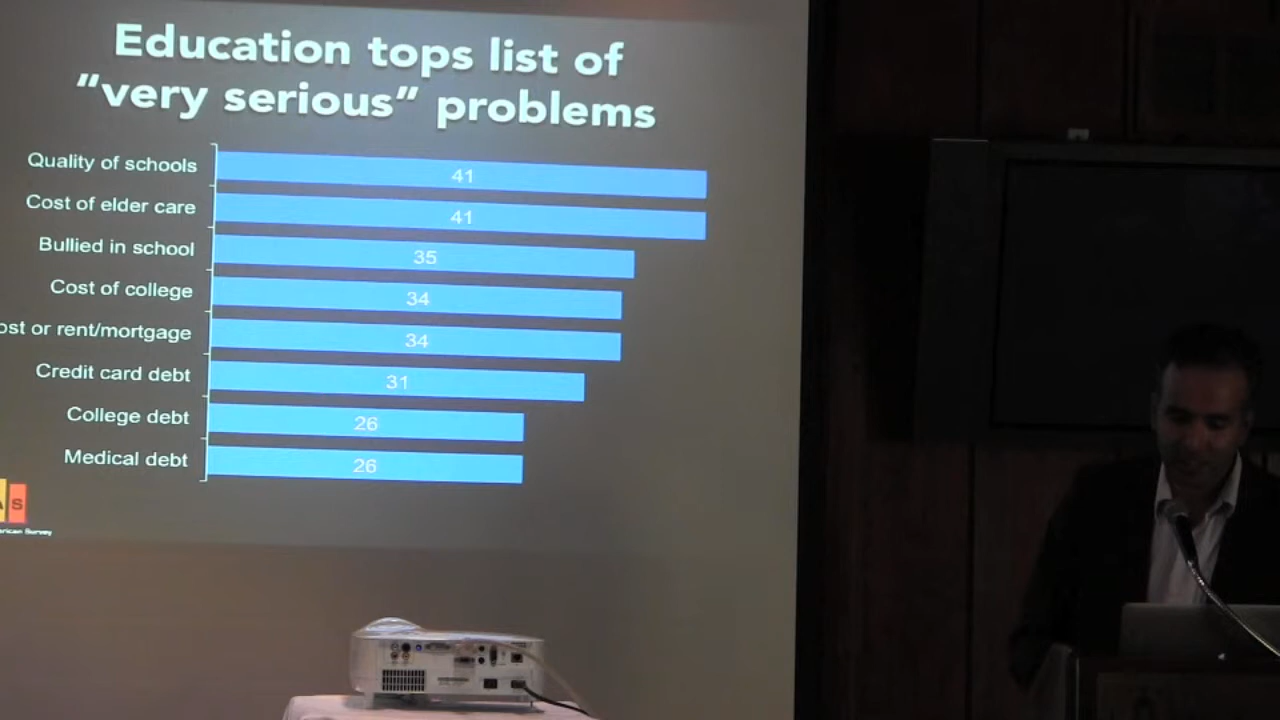 Education tops list of
“very serious” problems
Quality of schools 41
Cost of elder care 41
Bullied in school 35
Cost of college 34
ost or rent/mortgage 34
Credit card debt 31
College debt 26
Medical debt 26
A S
rican Survey